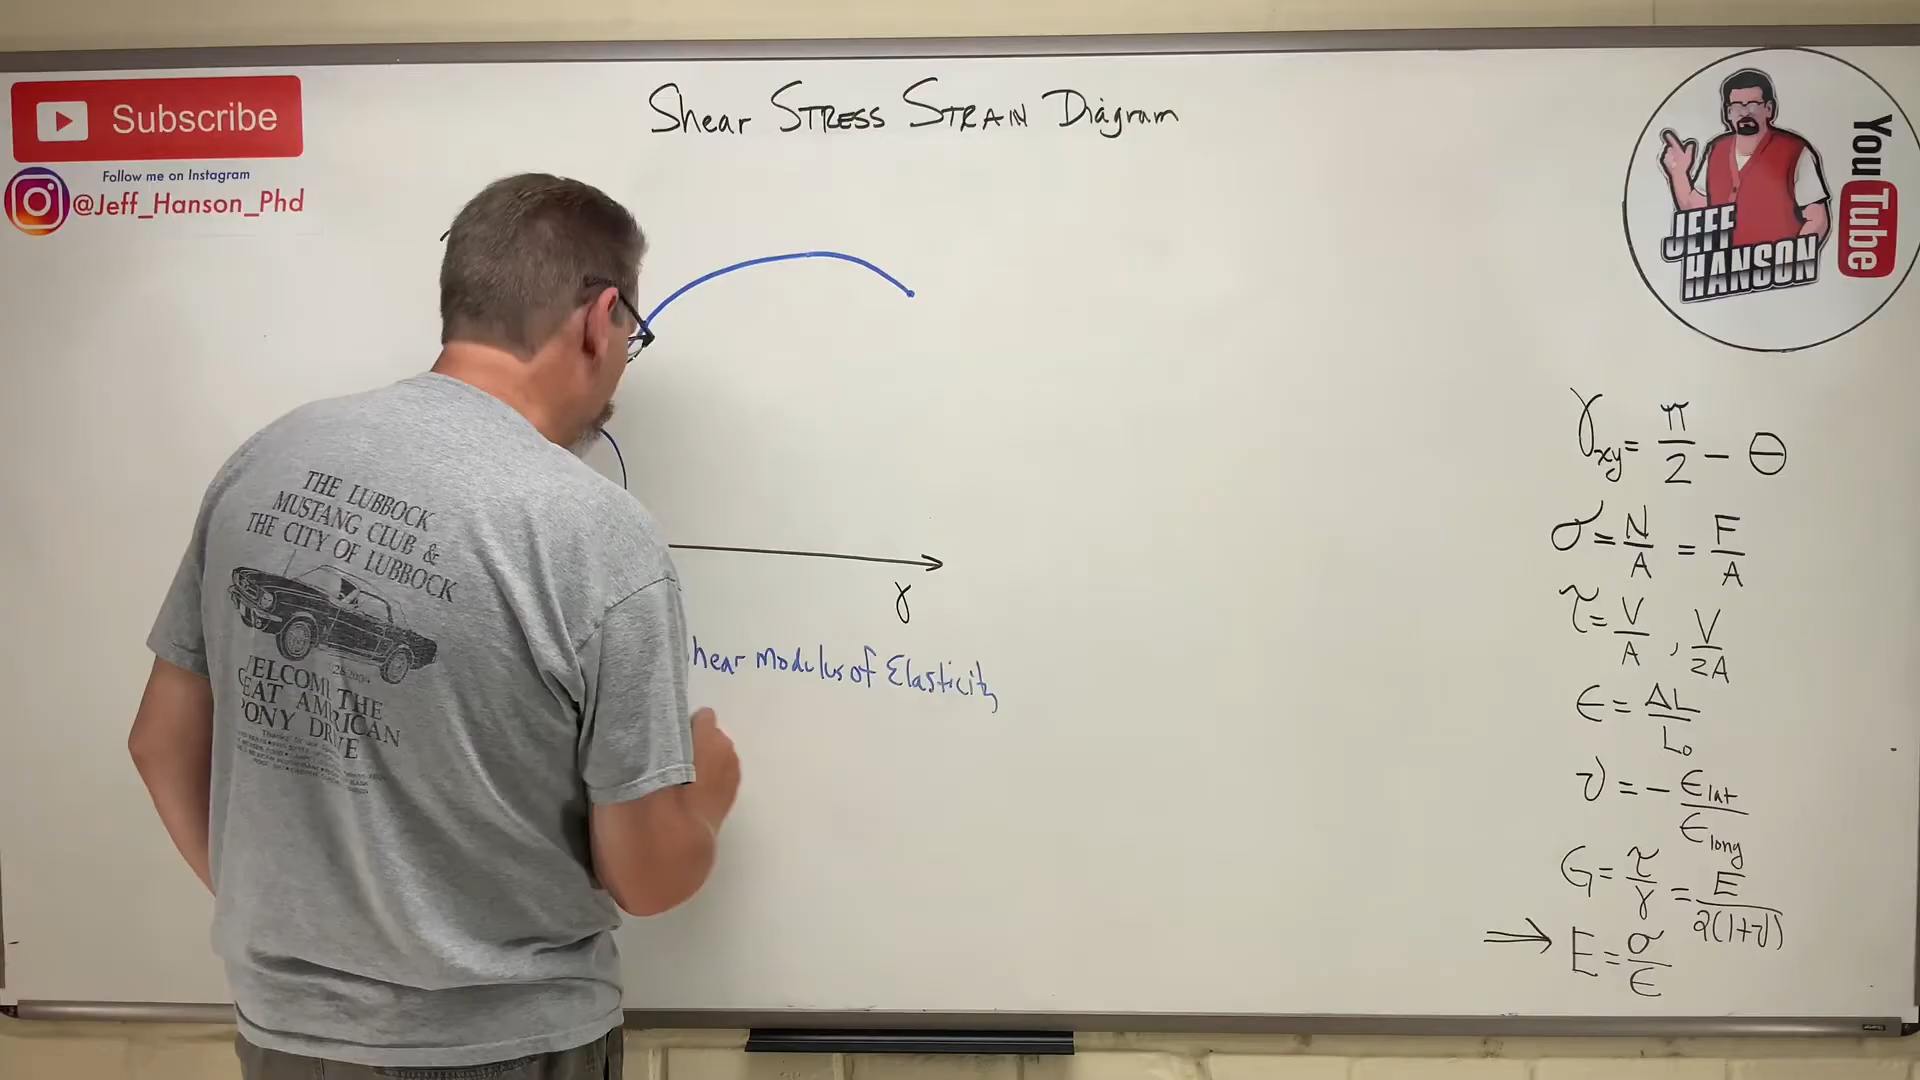 Shear STRESS STRAIN Diagram
Subscribe
Follow me on Instagram
@Jeff_Hanson_Phd
YouTube
JEFF
HANSON
γxy = π/2 - θ
σ = N/A = F/A
τ = V/A , V/2A
ϵ = ΔL/L₀
ν = - ϵlat/ϵlong
G = τ/γ = E/2(1+ν)
⇒ E = σ/ϵ
γ
hear Modulus of Elasticity
THE LUBBOCK
MUSTANG CLUB &
THE CITY OF LUBBOCK
ELCOME THE
EAT AMERICAN
PONY DRIVE